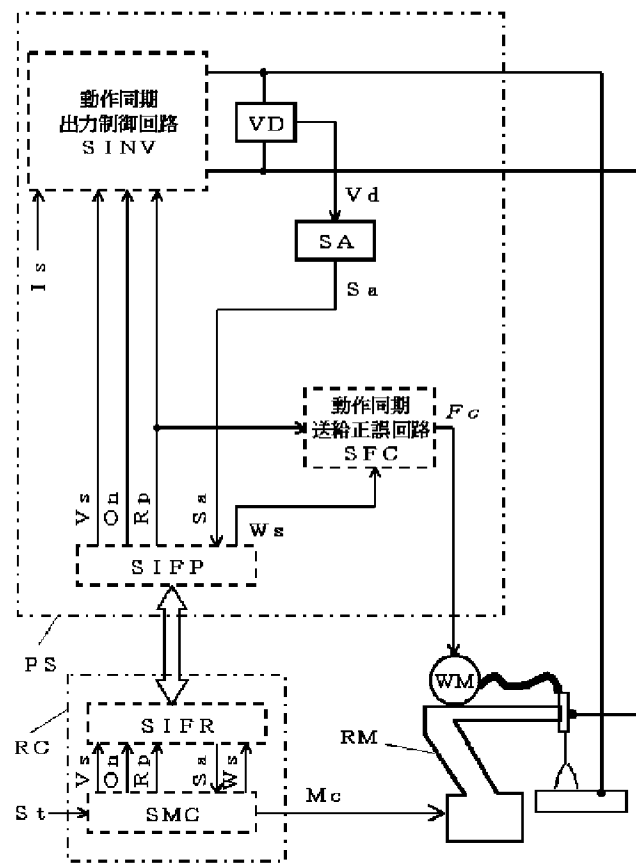 動作同期
出力制御回路
SINV
VD
Vd
SA
Sa
Is
動作同期
送給正誤回路
SFC
Fc
Vs
On
Rp
Sa
Ws
SIFP
PS
WM
RC
SIFR
RM
Vs
On
Rp
Sa
Ws
Mc
St
SMC